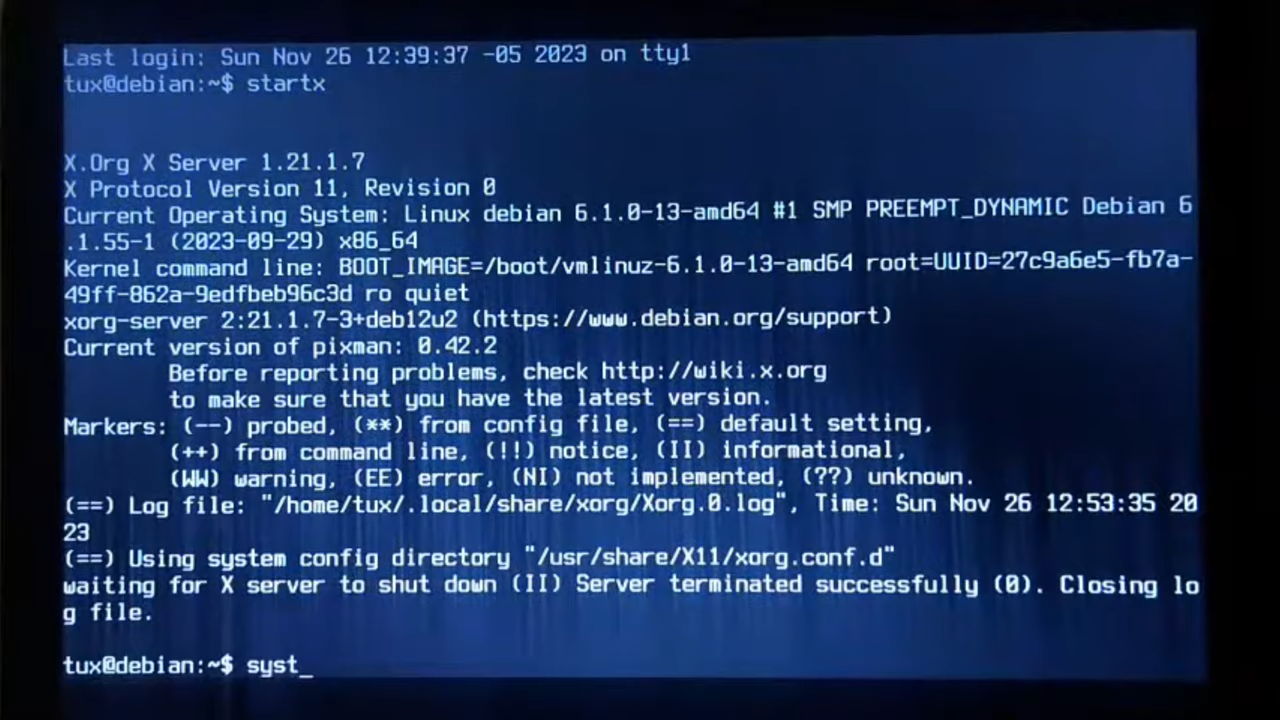 Last login: Sun Nov 26 12:39:37 -05 2023 on tty1
tux@debian:~$ startx
X.Org X Server 1.21.1.7
X Protocol Version 11, Revision 0
Current Operating System: Linux debian 6.1.0-13-amd64 #1 SMP PREEMPT_DYNAMIC Debian 6
.1.55-1 (2023-09-29) x86_64
Kernel command line: BOOT_IMAGE=/boot/vmlinuz-6.1.0-13-amd64 root=UUID=27c9a6e5-fb7a-
49ff-862a-9edfbeb96c3d ro quiet
xorg-server 2:21.1.7-3+deb12u2 (https://www.debian.org/support)
Current version of pixman: 0.42.2
Before reporting problems, check http://wiki.x.org
to make sure that you have the latest version.
Markers: (--) probed, (**) from config file, (==) default setting,
(++) from command line, (!!) notice, (II) informational,
(WW) warning, (EE) error, (NI) not implemented, (??) unknown.
(==) Log file: "/home/tux/.local/share/xorg/Xorg.0.log", Time: Sun Nov 26 12:53:35 20
23
(==) Using system config directory "/usr/share/X11/xorg.conf.d"
waiting for X server to shut down (II) Server terminated successfully (0). Closing lo
g file.
tux@debian:~$ syst_